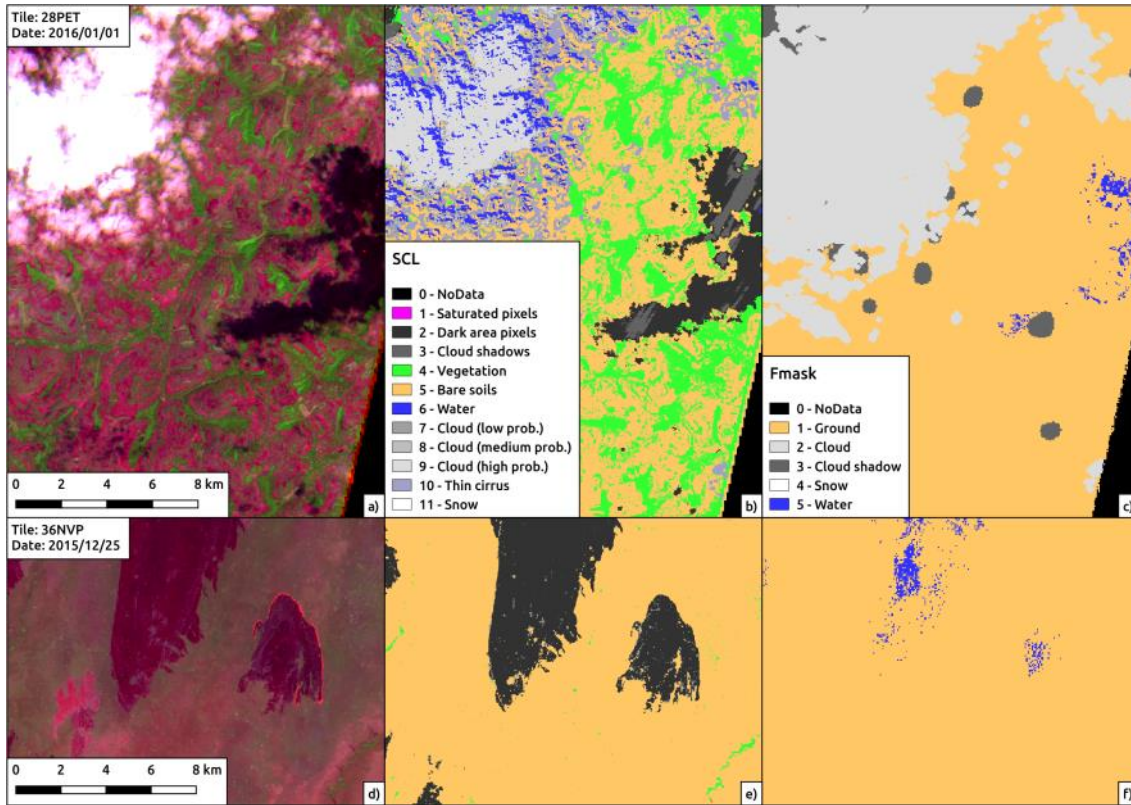 Tile: 28PET
Date: 2016/01/01
0 2 4 6 8 km
a)
SCL
0 - NoData
1 - Saturated pixels
2 - Dark area pixels
3 - Cloud shadows
4 - Vegetation
5 - Bare soils
6 - Water
7 - Cloud (low prob.)
8 - Cloud (medium prob.)
9 - Cloud (high prob.)
10 - Thin cirrus
11 - Snow
b)
Fmask
0 - NoData
1 - Ground
2 - Cloud
3 - Cloud shadow
4 - Snow
5 - Water
c)
Tile: 36NVP
Date: 2015/12/25
0 2 4 6 8 km
d)
e)
f)